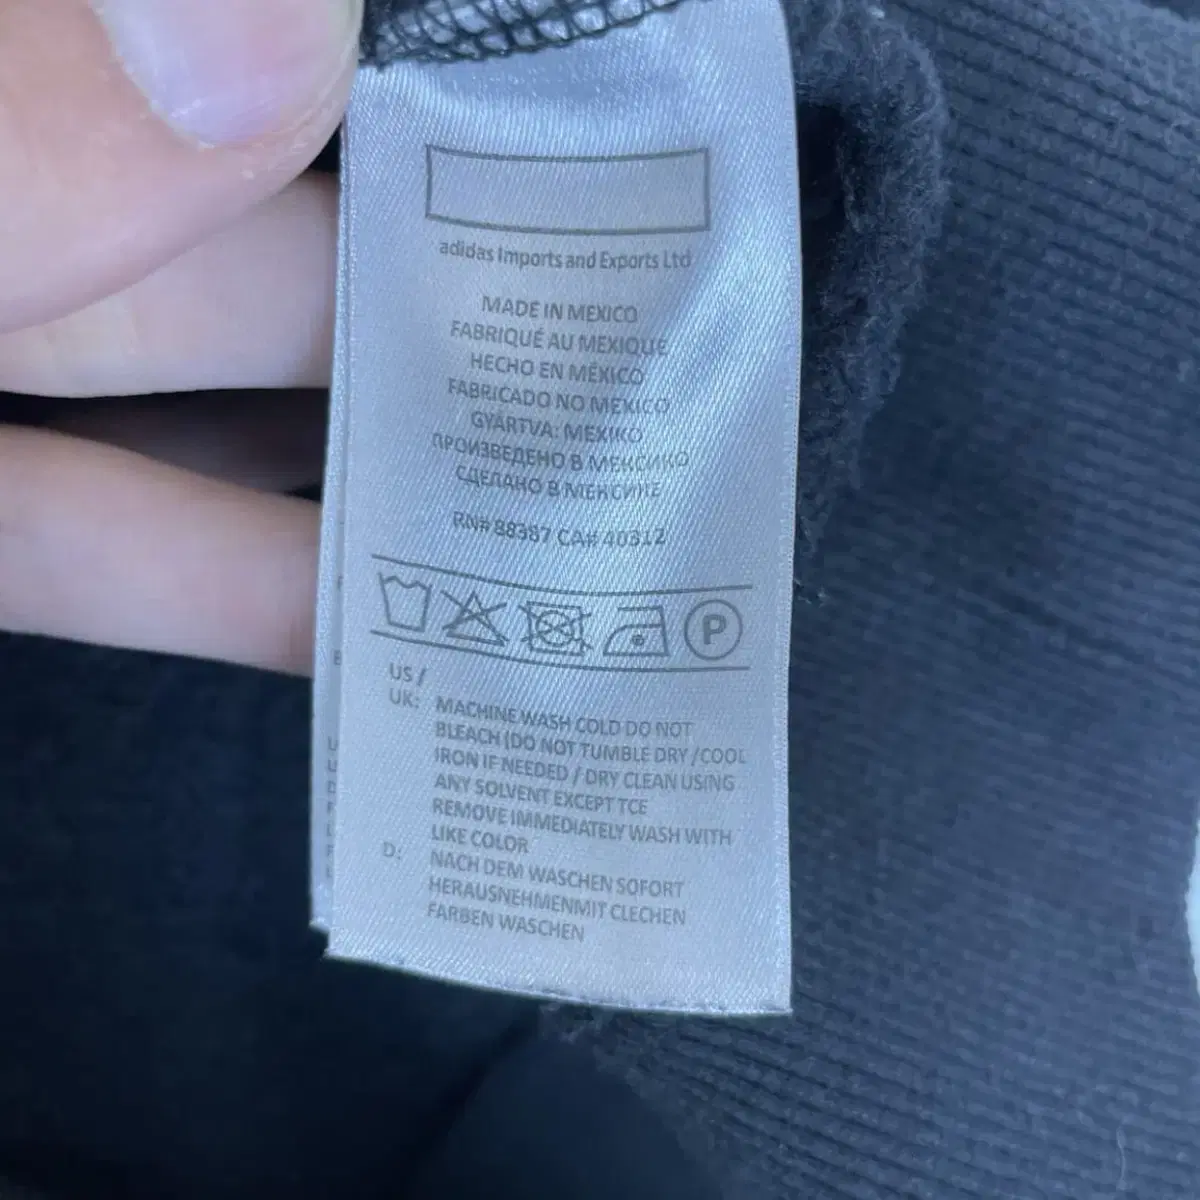 adidas Imports and Exports Ltd
MADE IN MEXICO
FABRIQUÉ AU MEXIQUE
HECHO EN MÉXICO
FABRICADO NO MEXICO
GYÁRTVA: MEXIKO
ПРОИЗВЕДЕНО В МЕКСИКО
СДЕЛАНО В МЕКСИКЕ
RN# 88387 CA# 40312
P
US /
UK: MACHINE WASH COLD DO NOT
BLEACH (DO NOT TUMBLE DRY /COOL
IRON IF NEEDED / DRY CLEAN USING
ANY SOLVENT EXCEPT TCE
REMOVE IMMEDIATELY WASH WITH
LIKE COLOR
D: NACH DEM WASCHEN SOFORT
HERAUSNEHMENMIT CLECHEN
FARBEN WASCHEN